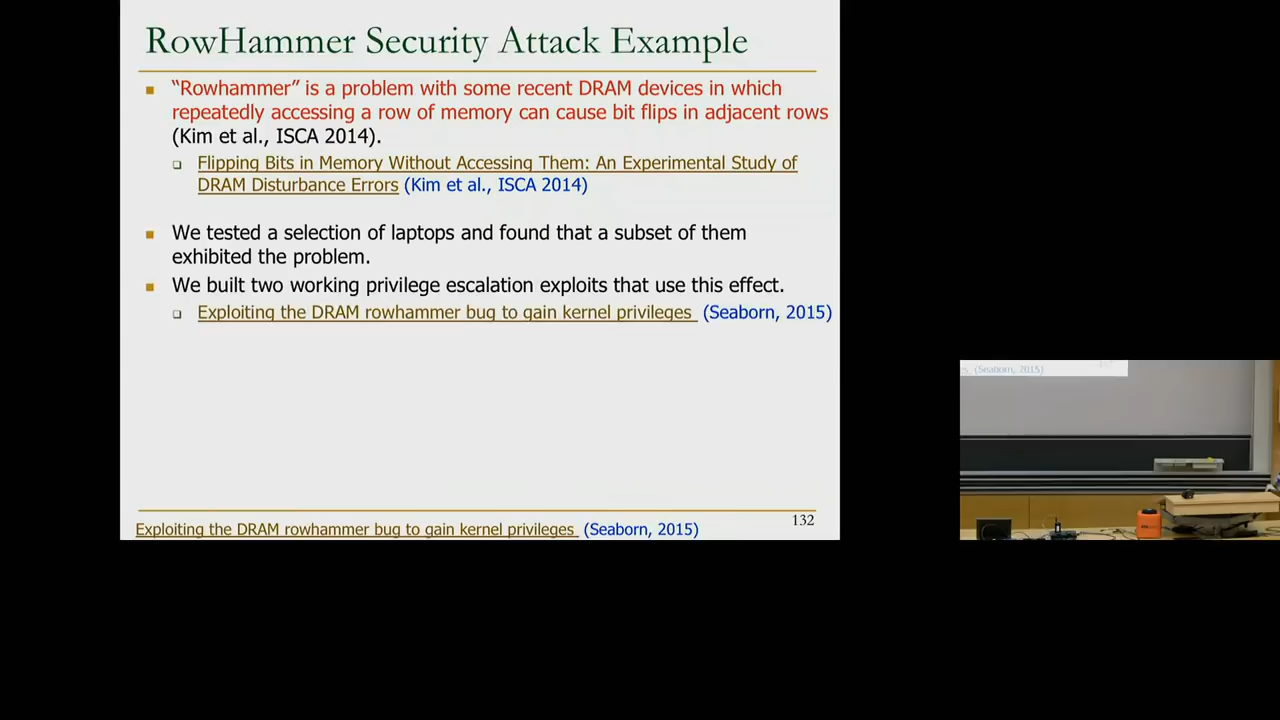 RowHammer Security Attack Example
“Rowhammer” is a problem with some recent DRAM devices in which
repeatedly accessing a row of memory can cause bit flips in adjacent rows
(Kim et al., ISCA 2014).
Flipping Bits in Memory Without Accessing Them: An Experimental Study of
DRAM Disturbance Errors (Kim et al., ISCA 2014)
We tested a selection of laptops and found that a subset of them
exhibited the problem.
We built two working privilege escalation exploits that use this effect.
Exploiting the DRAM rowhammer bug to gain kernel privileges (Seaborn, 2015)
Exploiting the DRAM rowhammer bug to gain kernel privileges (Seaborn, 2015)
132
(Seaborn, 2015)